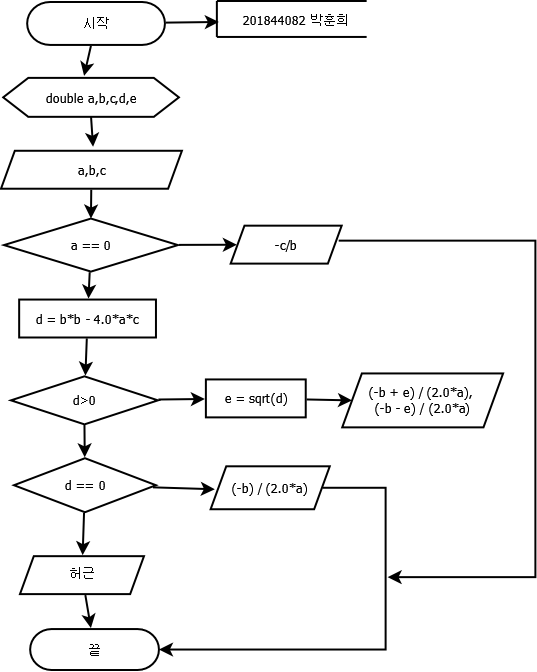 시작
201844082 박훈희
double a,b,c,d,e
a,b,c
a == 0
-c/b
d = b*b - 4.0*a*c
d>0
e = sqrt(d)
(-b + e) / (2.0*a),
(-b - e) / (2.0*a)
d == 0
(-b) / (2.0*a)
허근
끝